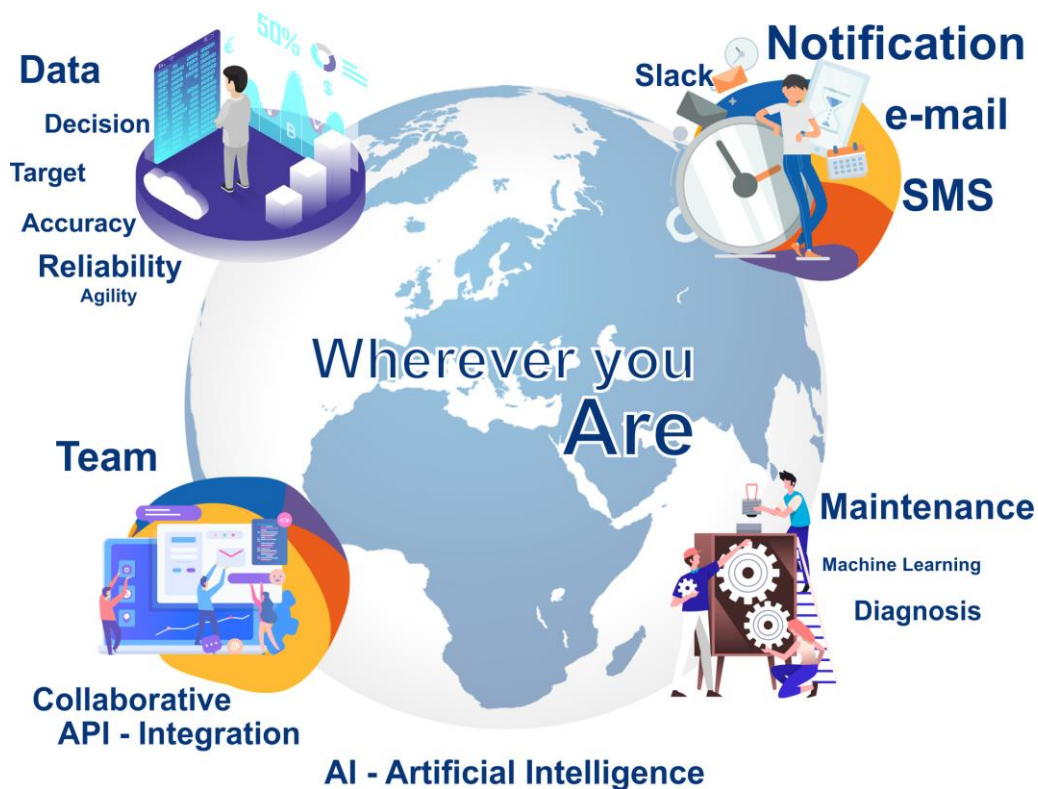 Data
Decision
Target
Accuracy
Reliability
Agility
50%
€
$
B
Notification
Slack
e-mail
SMS
Wherever you
Are
Team
Collaborative
API - Integration
Maintenance
Machine Learning
Diagnosis
AI - Artificial Intelligence